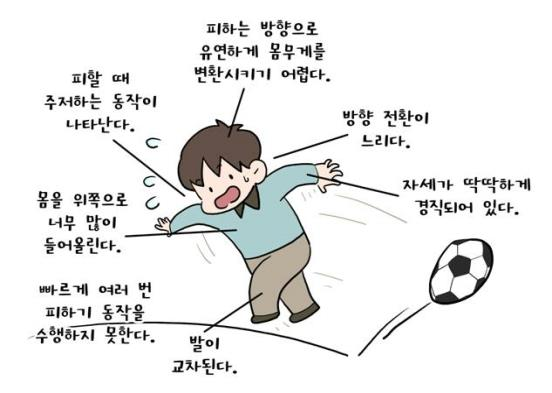 피하는 방향으로
유연하게 몸무게를
변환시키기 어렵다.
피할 때
주저하는 동작이
나타난다.
방향 전환이
느리다.
자세가 딱딱하게
경직되어 있다.
몸을 위쪽으로
너무 많이
들어올린다.
빠르게 여러 번
피하기 동작을
수행하지 못한다.
발이
교차된다.